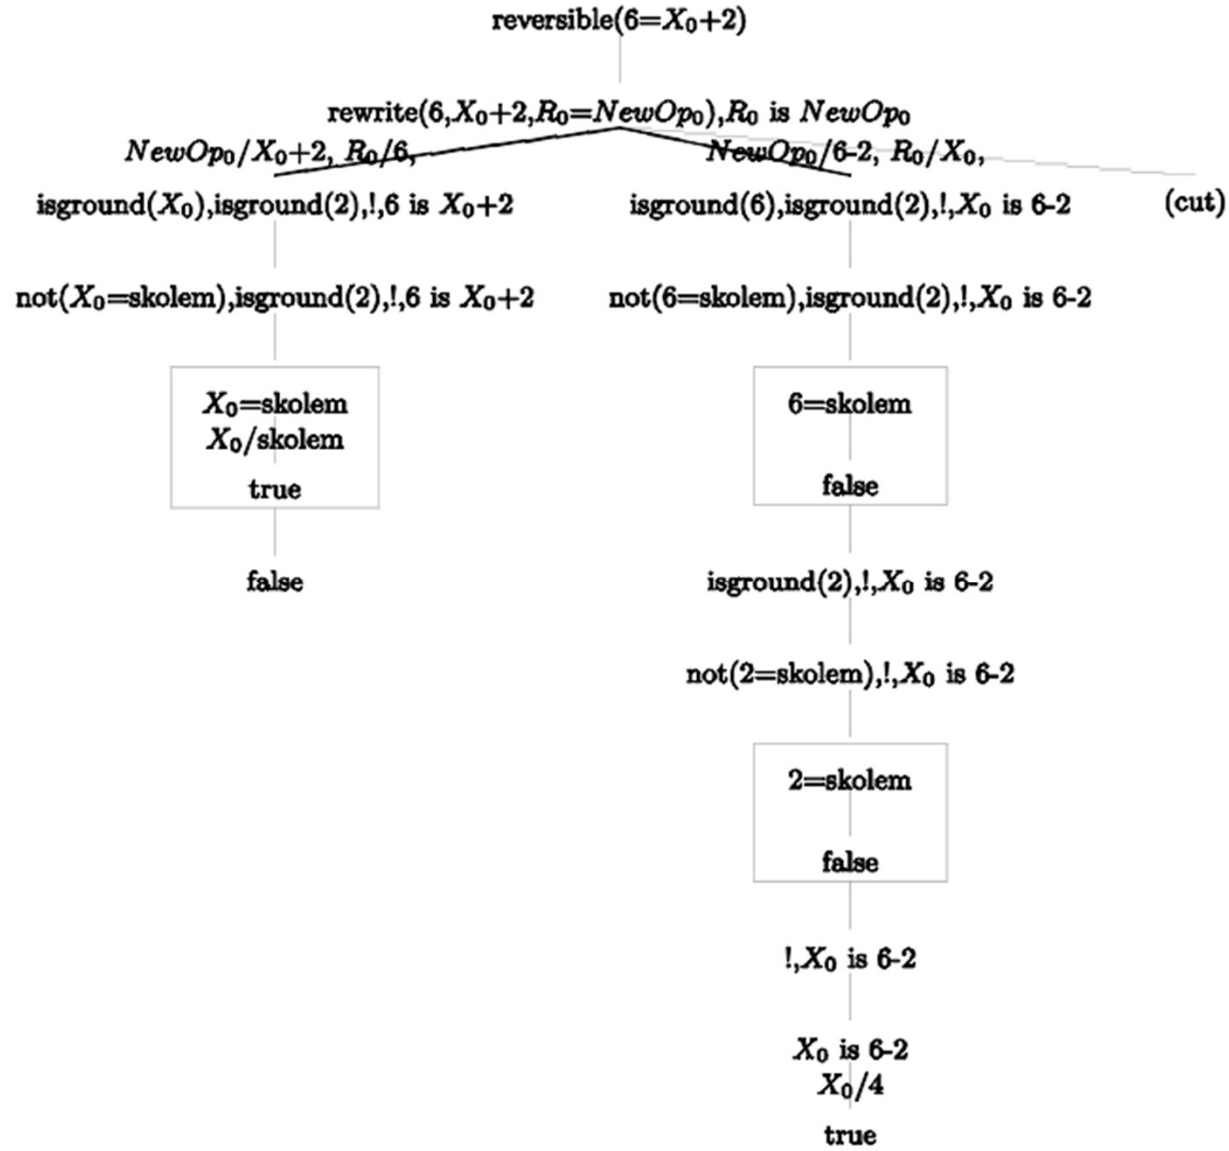 reversible(6=X₀+2)
rewrite(6,X₀+2,R₀=NewOp₀),R₀ is NewOp₀
NewOp₀/X₀+2, R₀/6,
NewOp₀/6-2, R₀/X₀,
isground(X₀),isground(2),!,6 is X₀+2
isground(6),isground(2),!,X₀ is 6-2
(cut)
not(X₀=skolem),isground(2),!,6 is X₀+2
not(6=skolem),isground(2),!,X₀ is 6-2
X₀=skolem
X₀/skolem
true
false
6=skolem
false
isground(2),!,X₀ is 6-2
not(2=skolem),!,X₀ is 6-2
2=skolem
false
!,X₀ is 6-2
X₀ is 6-2
X₀/4
true